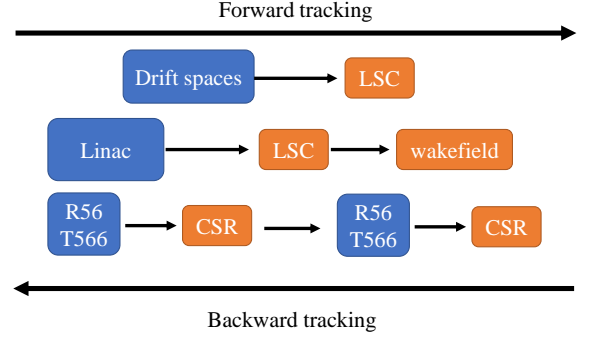 Forward tracking
Drift spaces
LSC
Linac
LSC
wakefield
R56
T566
CSR
R56
T566
CSR
Backward tracking